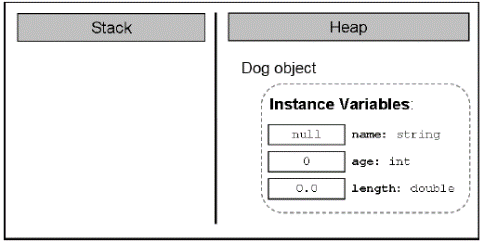 Stack
Heap
Dog object
Instance Variables:
null name: string
0 age: int
0.0 length: double